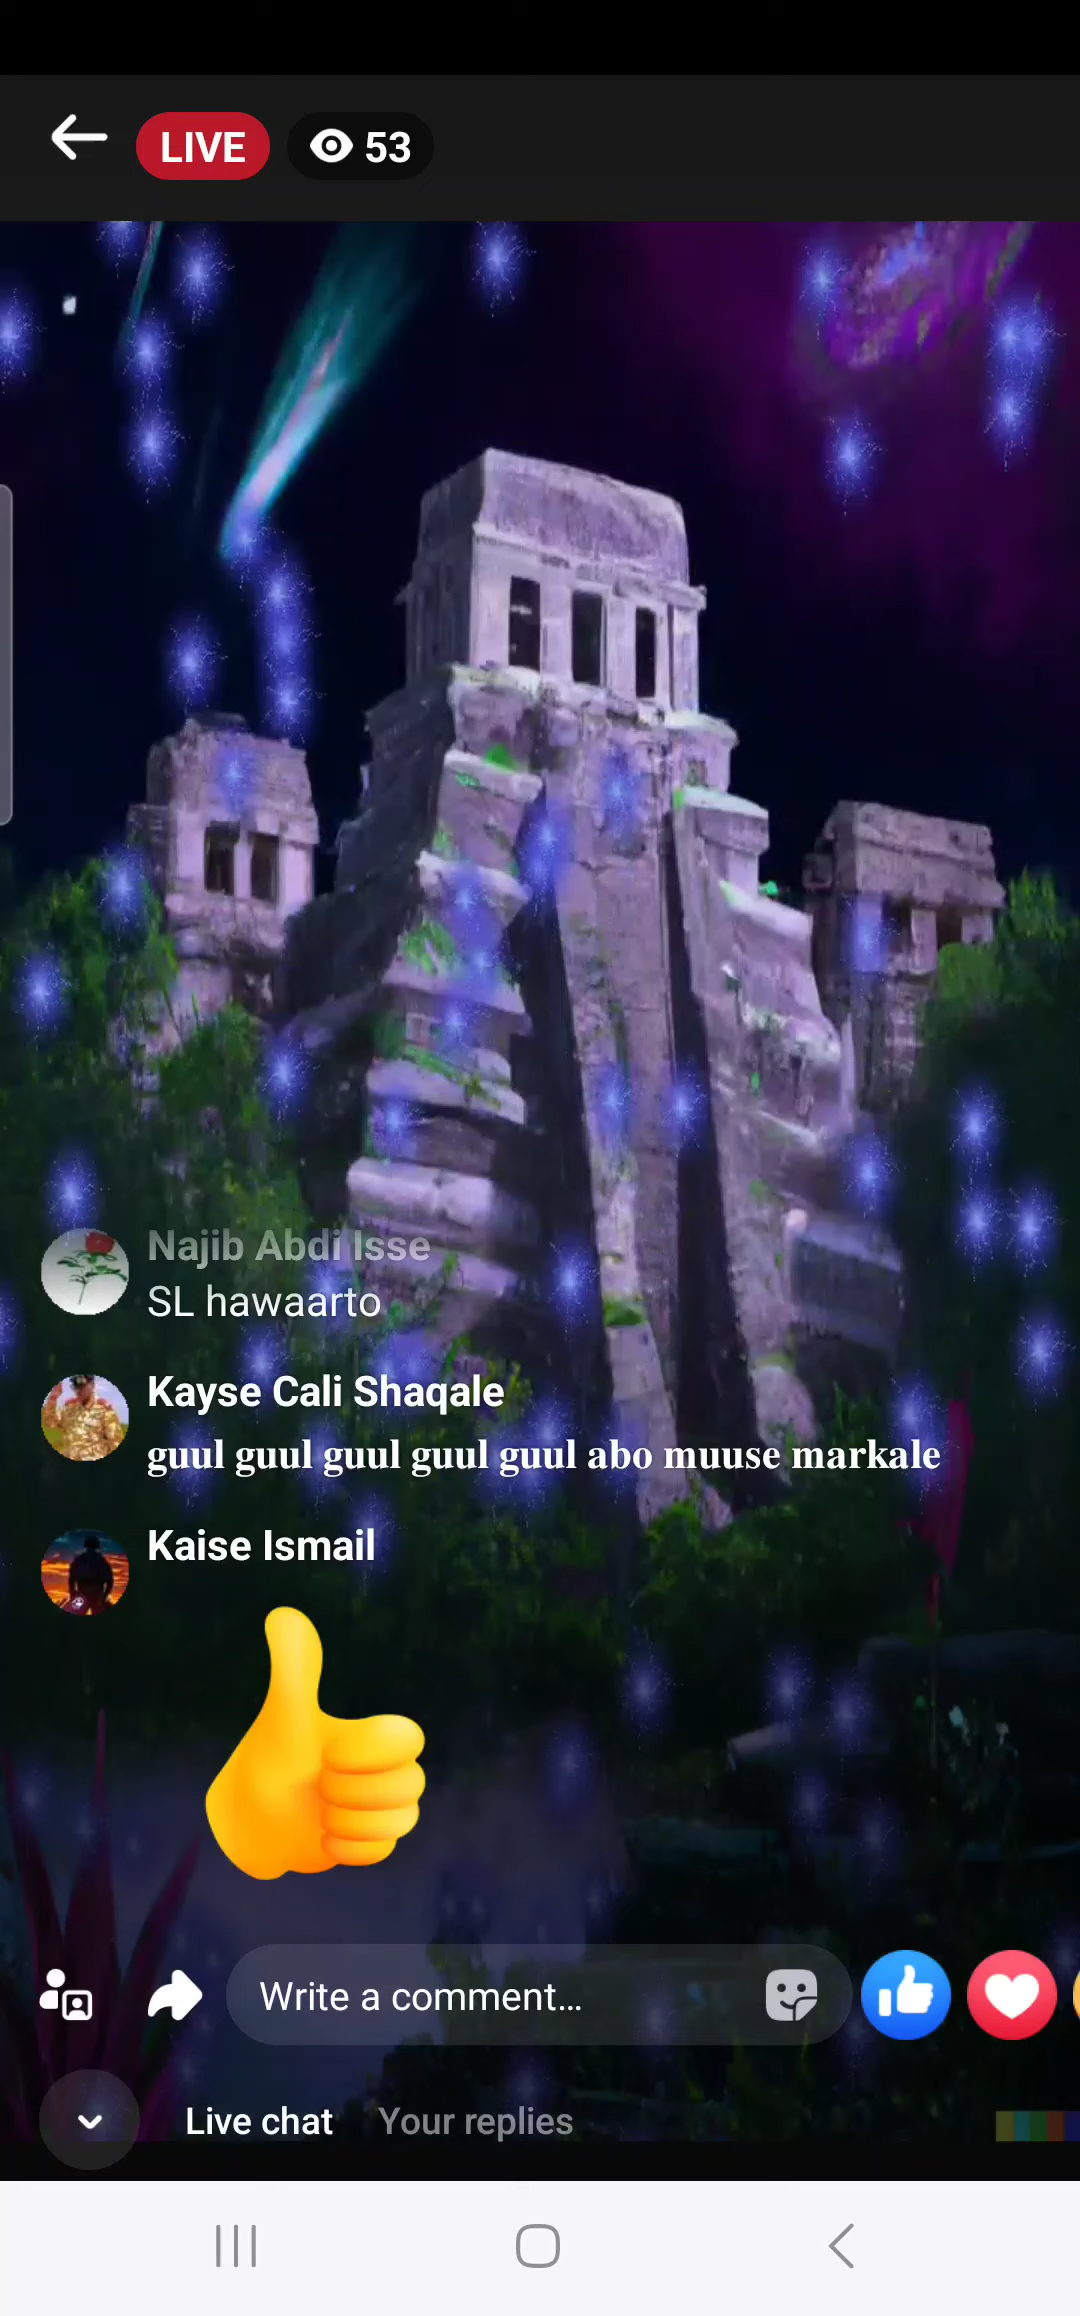 LIVE 53
Najib Abdi Isse
SL hawaarto
Kayse Cali Shaqale
guul guul guul guul guul abo muuse markale
Kaise Ismail
Write a comment...
Live chat Your replies